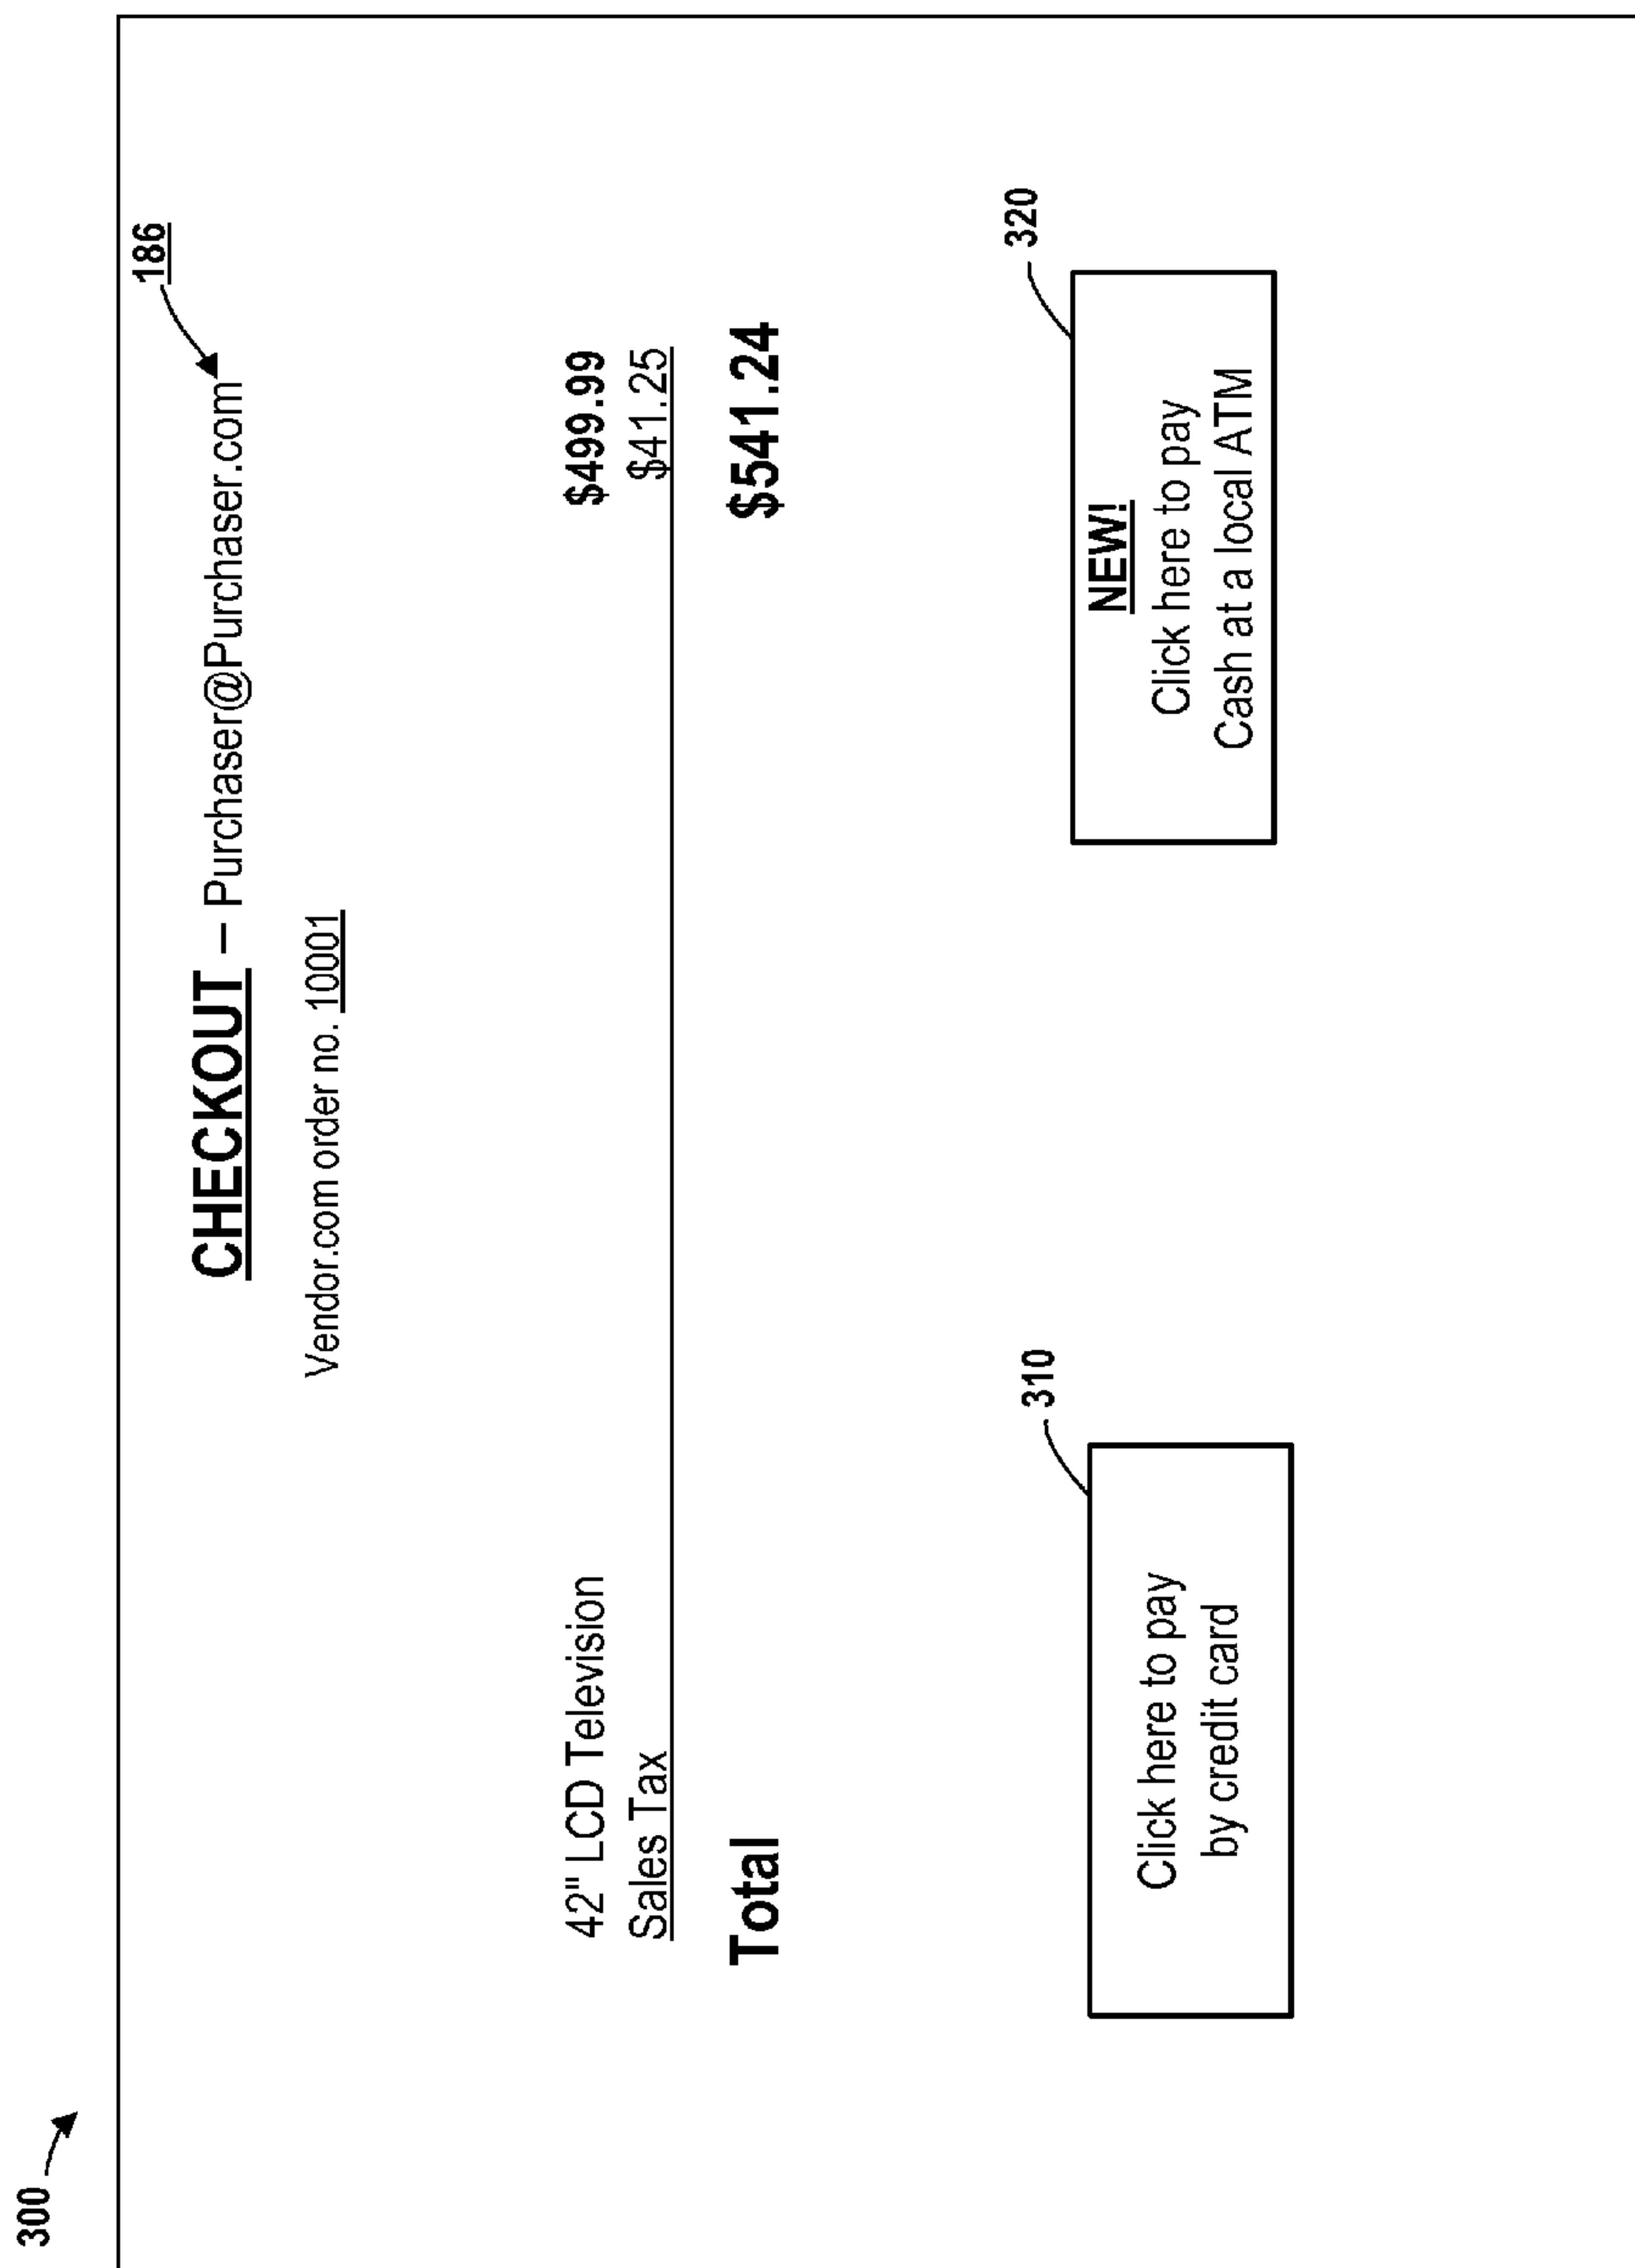 300
186
CHECKOUT – Purchaser@Purchaser.com
Vendor.com order no. 10001
42" LCD Television $499.99
Sales Tax $41.25
Total $541.24
310
320
Click here to pay
by credit card
NEW!
Click here to pay
Cash at a local ATM